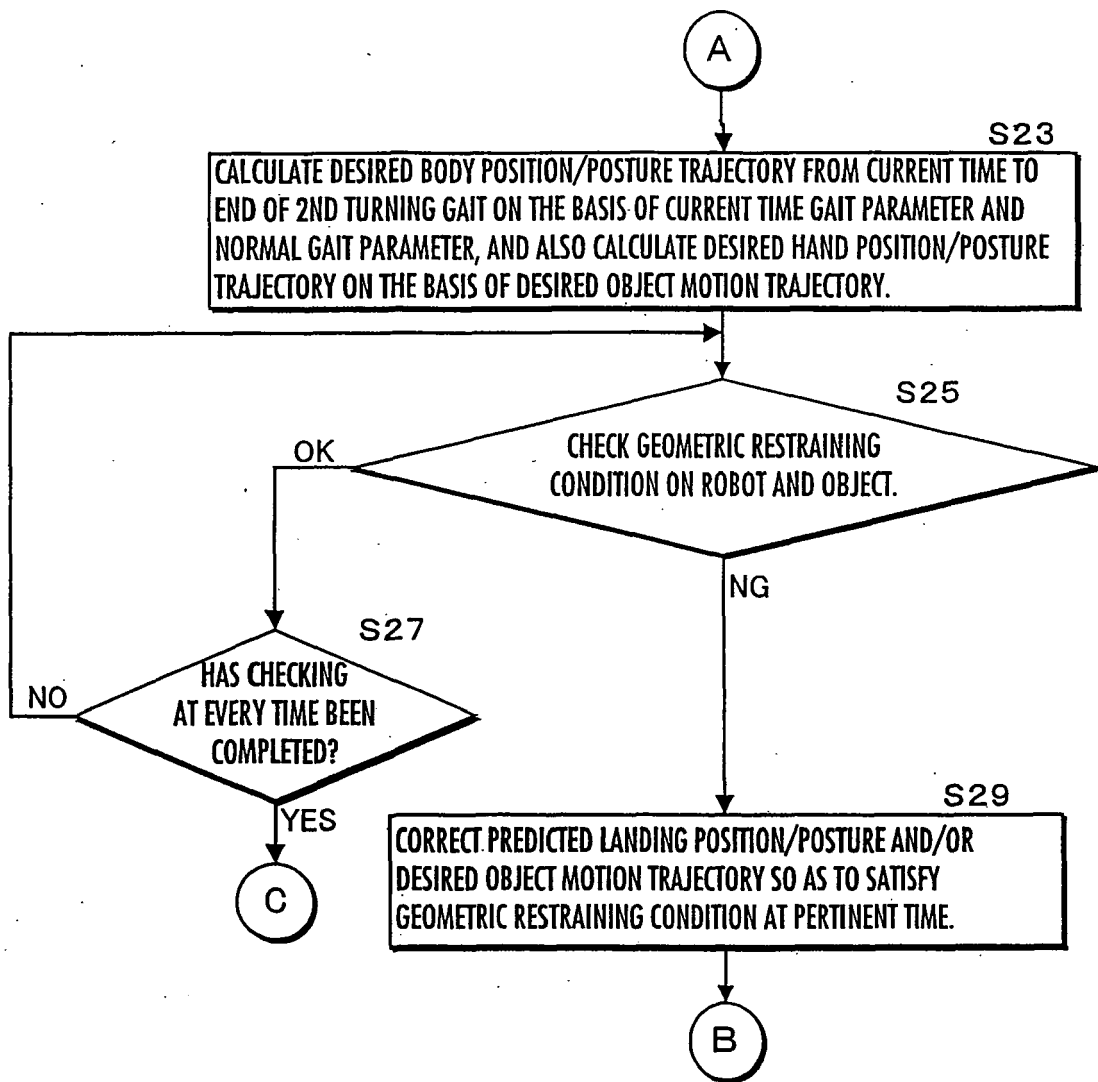 A
S23
CALCULATE DESIRED BODY POSITION/POSTURE TRAJECTORY FROM CURRENT TIME TO
END OF 2ND TURNING GAIT ON THE BASIS OF CURRENT TIME GAIT PARAMETER AND
NORMAL GAIT PARAMETER, AND ALSO CALCULATE DESIRED HAND POSITION/POSTURE
TRAJECTORY ON THE BASIS OF DESIRED OBJECT MOTION TRAJECTORY.
S25
OK
CHECK GEOMETRIC RESTRAINING
CONDITION ON ROBOT AND OBJECT.
NG
S27
NO
HAS CHECKING
AT EVERY TIME BEEN
COMPLETED?
YES
C
S29
CORRECT PREDICTED LANDING POSITION/POSTURE AND/OR
DESIRED OBJECT MOTION TRAJECTORY SO AS TO SATISFY
GEOMETRIC RESTRAINING CONDITION AT PERTINENT TIME.
B